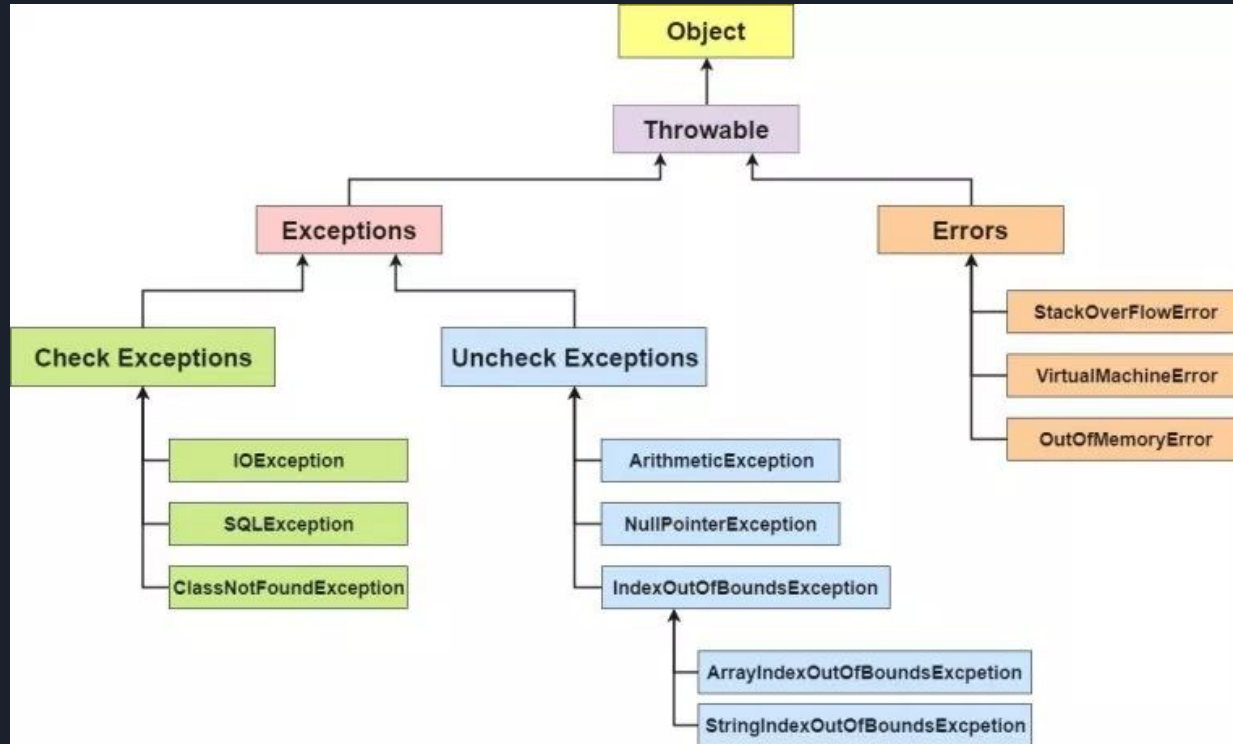 Object
Throwable
Exceptions
Errors
Check Exceptions
Uncheck Exceptions
StackOverFlowError
VirtualMachineError
OutOfMemoryError
IOException
SQLException
ClassNotFoundException
ArithmeticException
NullPointerException
IndexOutOfBoundsException
ArrayIndexOutOfBoundsExcpetion
StringIndexOutOfBoundsExcpetion